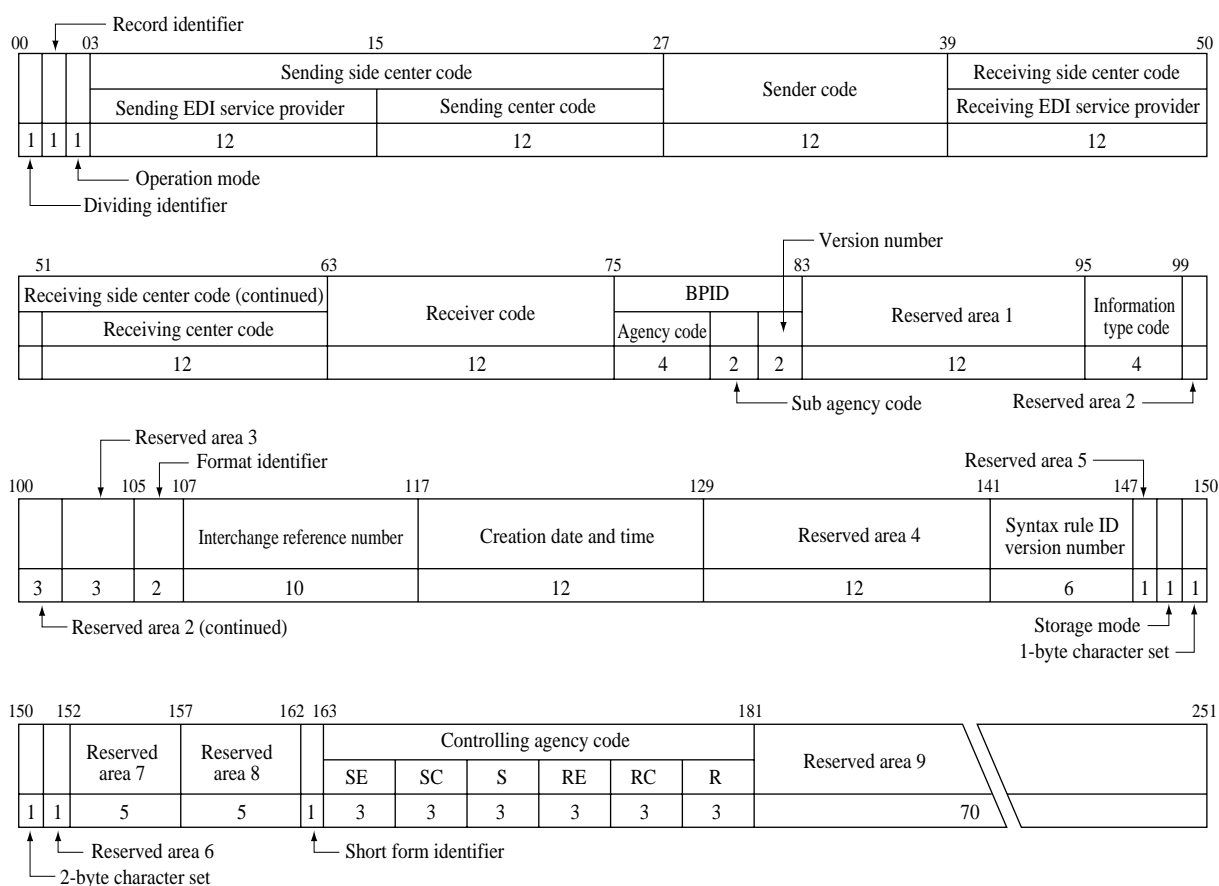 Record identifier
00 03 15 27 39 50
Sending side center code Sender code Receiving side center code
Sending EDI service provider Sending center code Receiving EDI service provider
1 1 1 12 12 12 12
Operation mode
Dividing identifier
Version number
51 63 75 83 95 99
Receiving side center code (continued) Receiver code BPID Reserved area 1 Information
type code
Receiving center code Agency code
12 12 4 2 2 12 4
Sub agency code Reserved area 2
Reserved area 3
Format identifier Reserved area 5
100 105 107 117 129 141 147 150
Interchange reference number Creation date and time Reserved area 4 Syntax rule ID
version number
3 3 2 10 12 12 6 1 1 1
Reserved area 2 (continued) Storage mode
1-byte character set
150 152 157 162 163 181 251
Reserved
area 7
Reserved
area 8
Controlling agency code Reserved area 9
SE SC S RE RC R
1 1 5 5 1 3 3 3 3 3 3 70
Reserved area 6 Short form identifier
2-byte character set